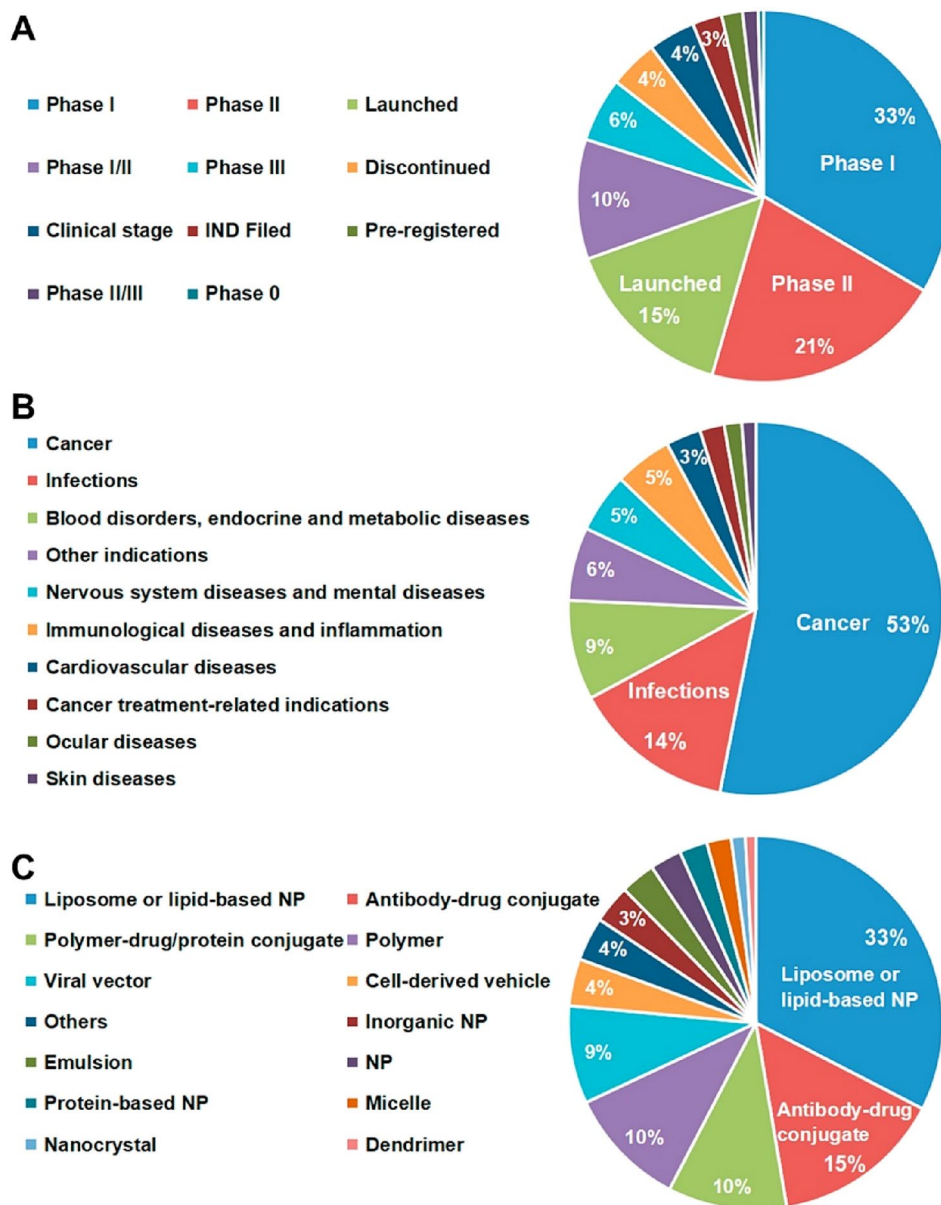 A
Phase I
Phase II
Launched
Phase I/II
Phase III
Discontinued
Clinical stage
IND Filed
Pre-registered
Phase II/III
Phase 0
3%
4%
4%
6%
10%
33%
Phase I
Launched
15%
Phase II
21%
B
Cancer
Infections
Blood disorders, endocrine and metabolic diseases
Other indications
Nervous system diseases and mental diseases
Immunological diseases and inflammation
Cardiovascular diseases
Cancer treatment-related indications
Ocular diseases
Skin diseases
3%
5%
5%
6%
9%
Cancer 53%
Infections
14%
C
Liposome or lipid-based NP
Antibody-drug conjugate
Polymer-drug/protein conjugate
Polymer
Viral vector
Cell-derived vehicle
Others
Inorganic NP
Emulsion
NP
Protein-based NP
Micelle
Nanocrystal
Dendrimer
3%
4%
4%
9%
10%
10%
33%
Liposome or
lipid-based NP
Antibody-drug
conjugate
15%